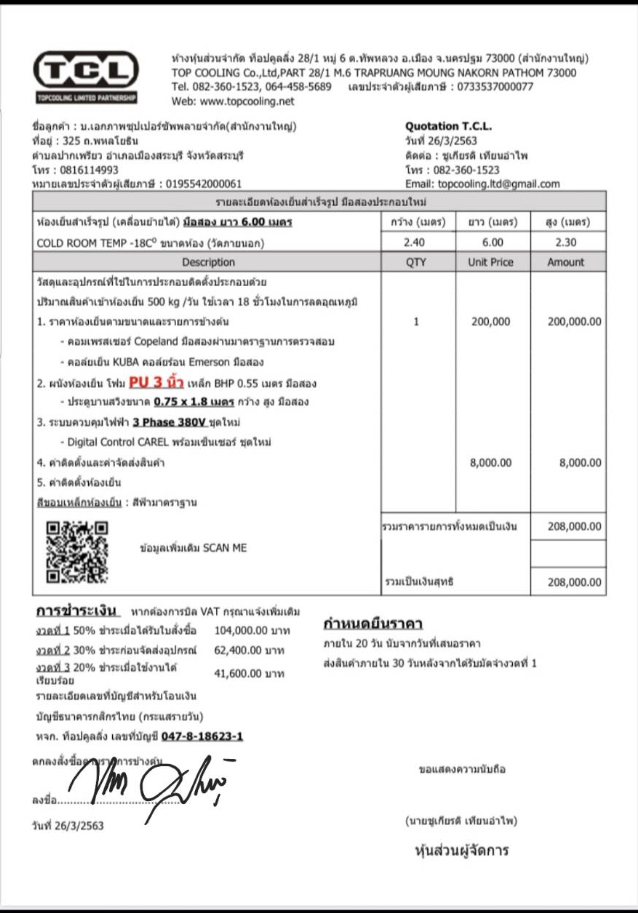 TCL
TOPCOOLING LIMITED PARTNERSHIP
ห้างหุ้นส่วนจำกัด ท็อปคูลลิ่ง 28/1 หมู่ 6 ต.ทัพหลวง อ.เมือง จ.นครปฐม 73000 (สำนักงานใหญ่)
TOP COOLING Co.,Ltd,PART 28/1 M.6 TRAPRUANG MOUNG NAKORN PATHOM 73000
Tel. 082-360-1523, 064-458-5689 เลขประจำตัวผู้เสียภาษี : 0733537000077
Web: www.topcooling.net
ชื่อลูกค้า : บ.เอกภาพซุปเปอร์ซัพพลายจำกัด(สำนักงานใหญ่)
ที่อยู่ : 325 ถ.พหลโยธิน
ตำบลปากเพรียว อำเภอเมืองสระบุรี จังหวัดสระบุรี
โทร : 0816114993
หมายเลขประจำตัวผู้เสียภาษี : 0195542000061
Quotation T.C.L.
วันที่ 26/3/2563
ติดต่อ : ชูเกียรติ เทียนอำไพ
โทร : 082-360-1523
Email: topcooling.ltd@gmail.com
รายละเอียดห้องเย็นสำเร็จรูป มือสองประกอบใหม่
ห้องเย็นสำเร็จรูป (เคลื่อนย้ายได้) มือสอง ยาว 6.00 เมตร กว้าง (เมตร) ยาว (เมตร) สูง (เมตร)
COLD ROOM TEMP -18C⁰ ขนาดห้อง (วัดภายนอก) 2.40 6.00 2.30
Description QTY Unit Price Amount
วัสดุและอุปกรณ์ที่ใช้ในการประกอบติดตั้งประกอบด้วย
ปริมาณสินค้าเข้าห้องเย็น 500 kg /วัน ใช้เวลา 18 ชั่วโมงในการลดอุณหภูมิ
1. ราคาห้องเย็นตามขนาดและรายการข้างต้น 1 200,000 200,000.00
- คอมเพรสเซอร์ Copeland มือสองผ่านมาตราฐานการตรวจสอบ
- คอล์ยเย็น KUBA คอล์ยร้อน Emerson มือสอง
2. ผนังห้องเย็น โฟม PU 3 นิ้ว เหล็ก BHP 0.55 เมตร มือสอง
- ประตูบานสวิงขนาด 0.75 x 1.8 เมตร กว้าง สูง มือสอง
3. ระบบควบคุมไฟฟ้า 3 Phase 380V ชุดใหม่
- Digital Control CAREL พร้อมเซ็นเซอร์ ชุดใหม่
4. ค่าติดตั้งและค่าจัดส่งสินค้า 8,000.00 8,000.00
5. ค่าติดตั้งห้องเย็น
สีขอบเหล็กห้องเย็น : สีฟ้ามาตราฐาน
รวมราคารายการทั้งหมดเป็นเงิน 208,000.00
ข้อมูลเพิ่มเติม SCAN ME
รวมเป็นเงินสุทธิ 208,000.00
การชำระเงิน หากต้องการบิล VAT กรุณาแจ้งเพิ่มเติม
งวดที่ 1 50% ชำระเมื่อได้รับใบสั่งซื้อ 104,000.00 บาท
งวดที่ 2 30% ชำระก่อนจัดส่งอุปกรณ์ 62,400.00 บาท
งวดที่ 3 20% ชำระเมื่อใช้งานได้
เรียบร้อย 41,600.00 บาท
รายละเอียดเลขที่บัญชีสำหรับโอนเงิน
บัญชีธนาคารกสิกรไทย (กระแสรายวัน)
หจก. ท็อปคูลลิ่ง เลขที่บัญชี 047-8-18623-1
กำหนดยืนราคา
ภายใน 20 วัน นับจากวันที่เสนอราคา
ส่งสินค้าภายใน 30 วันหลังจากได้รับมัดจำงวดที่ 1
ตกลงสั่งซื้อตามรายการข้างต้น
ลงชื่อ
วันที่ 26/3/2563
ขอแสดงความนับถือ
(นายชูเกียรติ เทียนอำไพ)
หุ้นส่วนผู้จัดการ